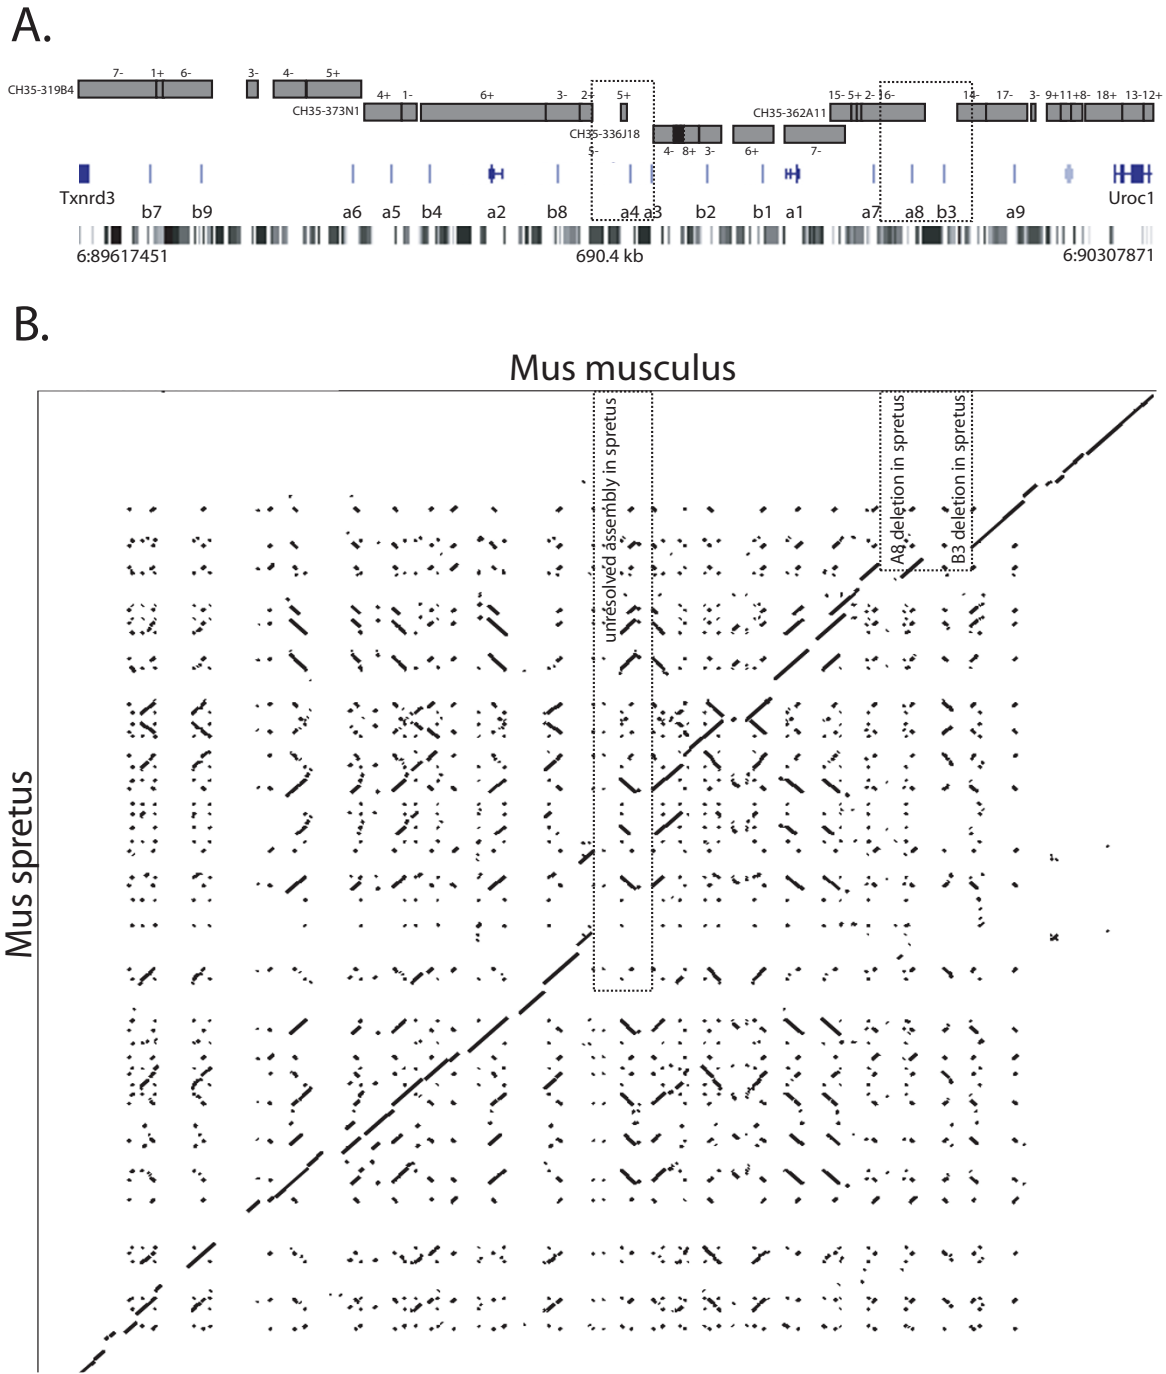 A.
7- 1+ 6- 3- 4- 5+
CH35-319B4
4+ 1- 6+ 3- 2+ 5+ 15- 5+ 2- 16- 14- 17- 3- 9+11+8- 18+ 13-12+
CH35-373N1 CH35-362A11
CH35-336J18
5- 4- 8+ 3- 6+ 7-
Txnrd3 Uroc1
b7 b9 a6 a5 b4 a2 b8 a4 a3 b2 b1 a1 a7 a8 b3 a9
6:89617451 690.4 kb 6:90307871
B.
Mus musculus
unresolved assembly in spretus
A8 deletion in spretus
B3 deletion in spretus
Mus spretus